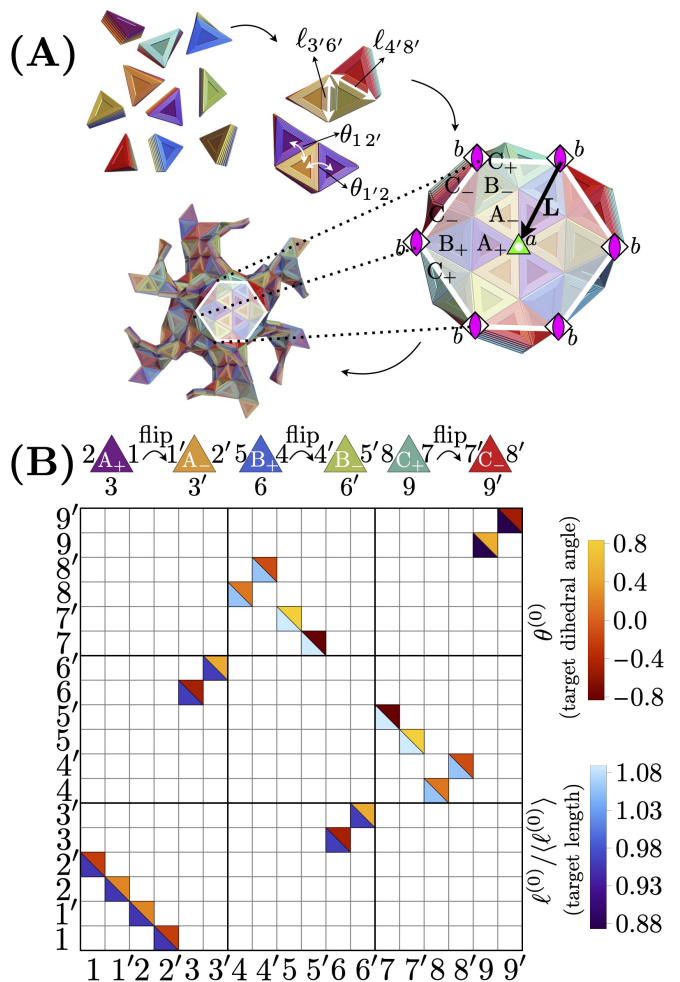 (A)
ℓ3′6′ ℓ4′8′
θ1 2′
θ1′2
b b
C+
C− B−
L
C− A−
b B+ A+ a b
C+
b b
(B)
flip flip flip
2 A+ 1 1′ A− 2′ 5 B+ 4 4′ B− 5′ 8 C+ 7 7′ C− 8′
3 3′ 6 6′ 9 9′
9′
9
8′
8
7′
7
6′
6
5′
5
4′
4
3′
3
2′
2
1′
1
1 1′ 2 2′ 3 3′ 4 4′ 5 5′ 6 6′ 7 7′ 8 8′ 9 9′
θ(0)
(target dihedral angle)
0.8
0.4
0.0
−0.4
−0.8
ℓ(0)/⟨ℓ(0)⟩
(target length)
1.08
1.03
0.98
0.93
0.88